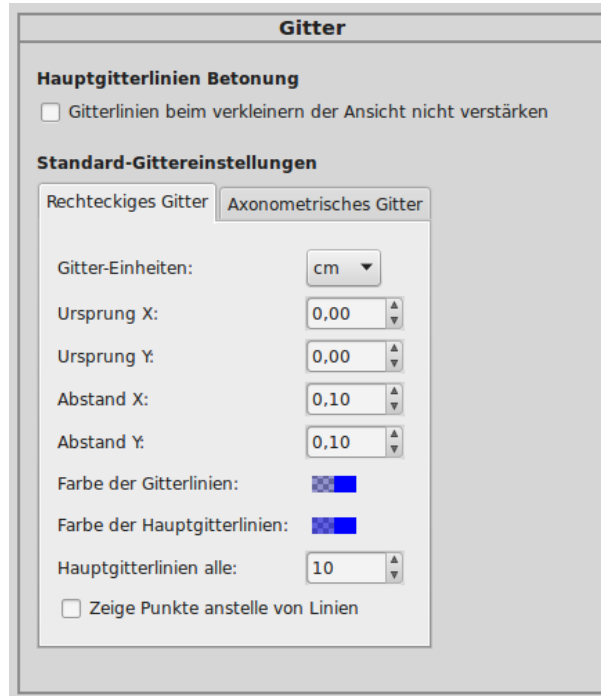 Gitter
Hauptgitterlinien Betonung
Gitterlinien beim verkleinern der Ansicht nicht verstärken
Standard-Gittereinstellungen
Rechteckiges Gitter Axonometrisches Gitter
Gitter-Einheiten: cm
Ursprung X: 0,00
Ursprung Y: 0,00
Abstand X: 0,10
Abstand Y: 0,10
Farbe der Gitterlinien:
Farbe der Hauptgitterlinien:
Hauptgitterlinien alle: 10
Zeige Punkte anstelle von Linien